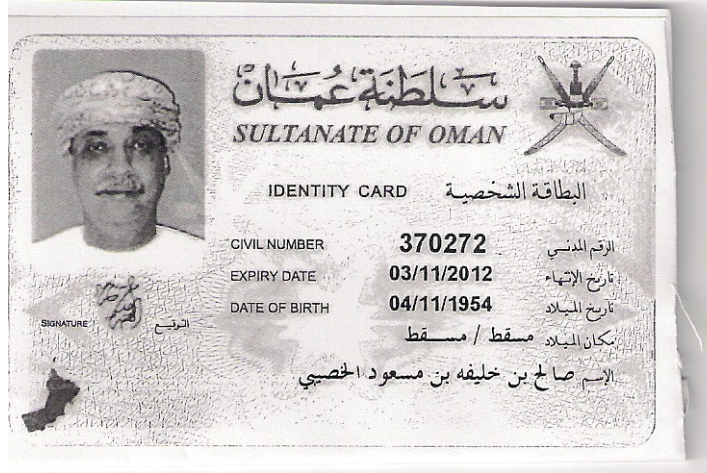 سلطنة عمان
SULTANATE OF OMAN
IDENTITY CARD البطاقة الشخصية
CIVIL NUMBER 370272 الرقم المدني
EXPIRY DATE 03/11/2012 تاريخ الإنتهاء
DATE OF BIRTH 04/11/1954 تاريخ الميلاد
مكان الميلاد مسقط / مسقط
الإسم صالح بن خليفه بن مسعود الخصيبي
SIGNATURE التوقيع